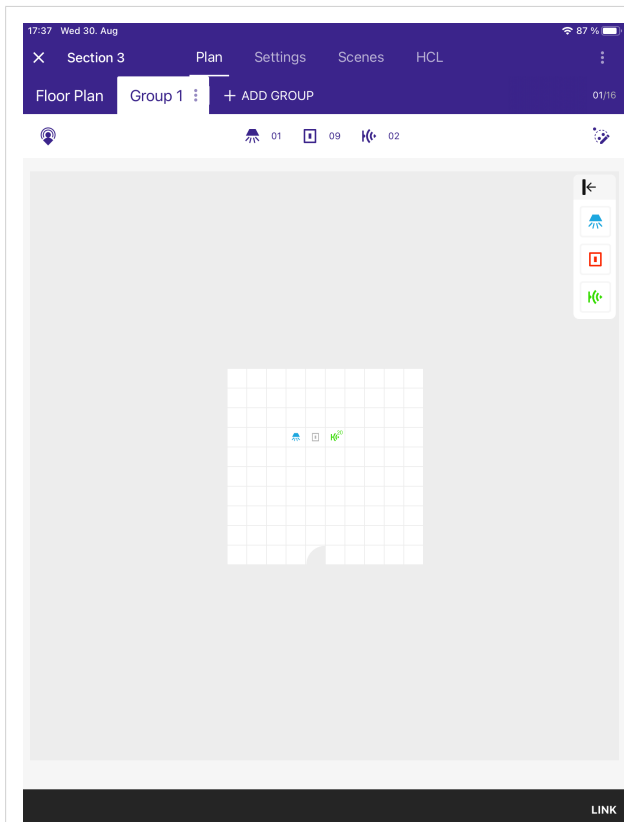 17:37 Wed 30. Aug 87 %
Section 3 Plan Settings Scenes HCL
Floor Plan Group 1 + ADD GROUP 01/16
01 09 02
26
LINK